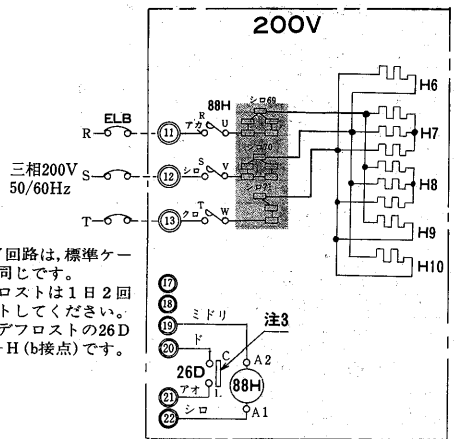 200V
H6
シロ69
88H
ELB
R
11
アカ
R
U
H7
三相200V
50/60Hz
S
12
シロ
S
V
H8
T
13
クロ
T
W
H9
H10
回路は,標準ケー
同じです。
ロストは1日2回
トしてください。
デフロストの26D
-H(b接点)です。
17
18
19
ミドリ
注3
20
ド
C
A2
26D
88H
L
21
アオ
22
シロ
A1